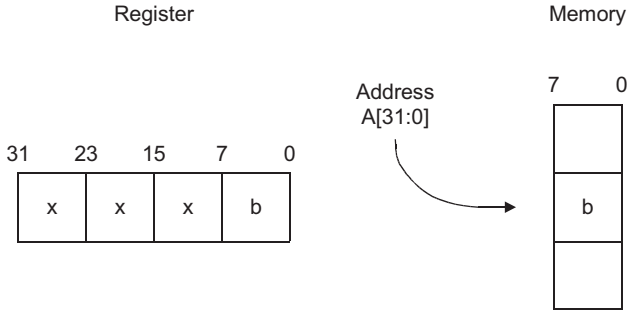 Register
Memory
Address
A[31:0]
7 0
31 23 15 7 0
x x x b
b